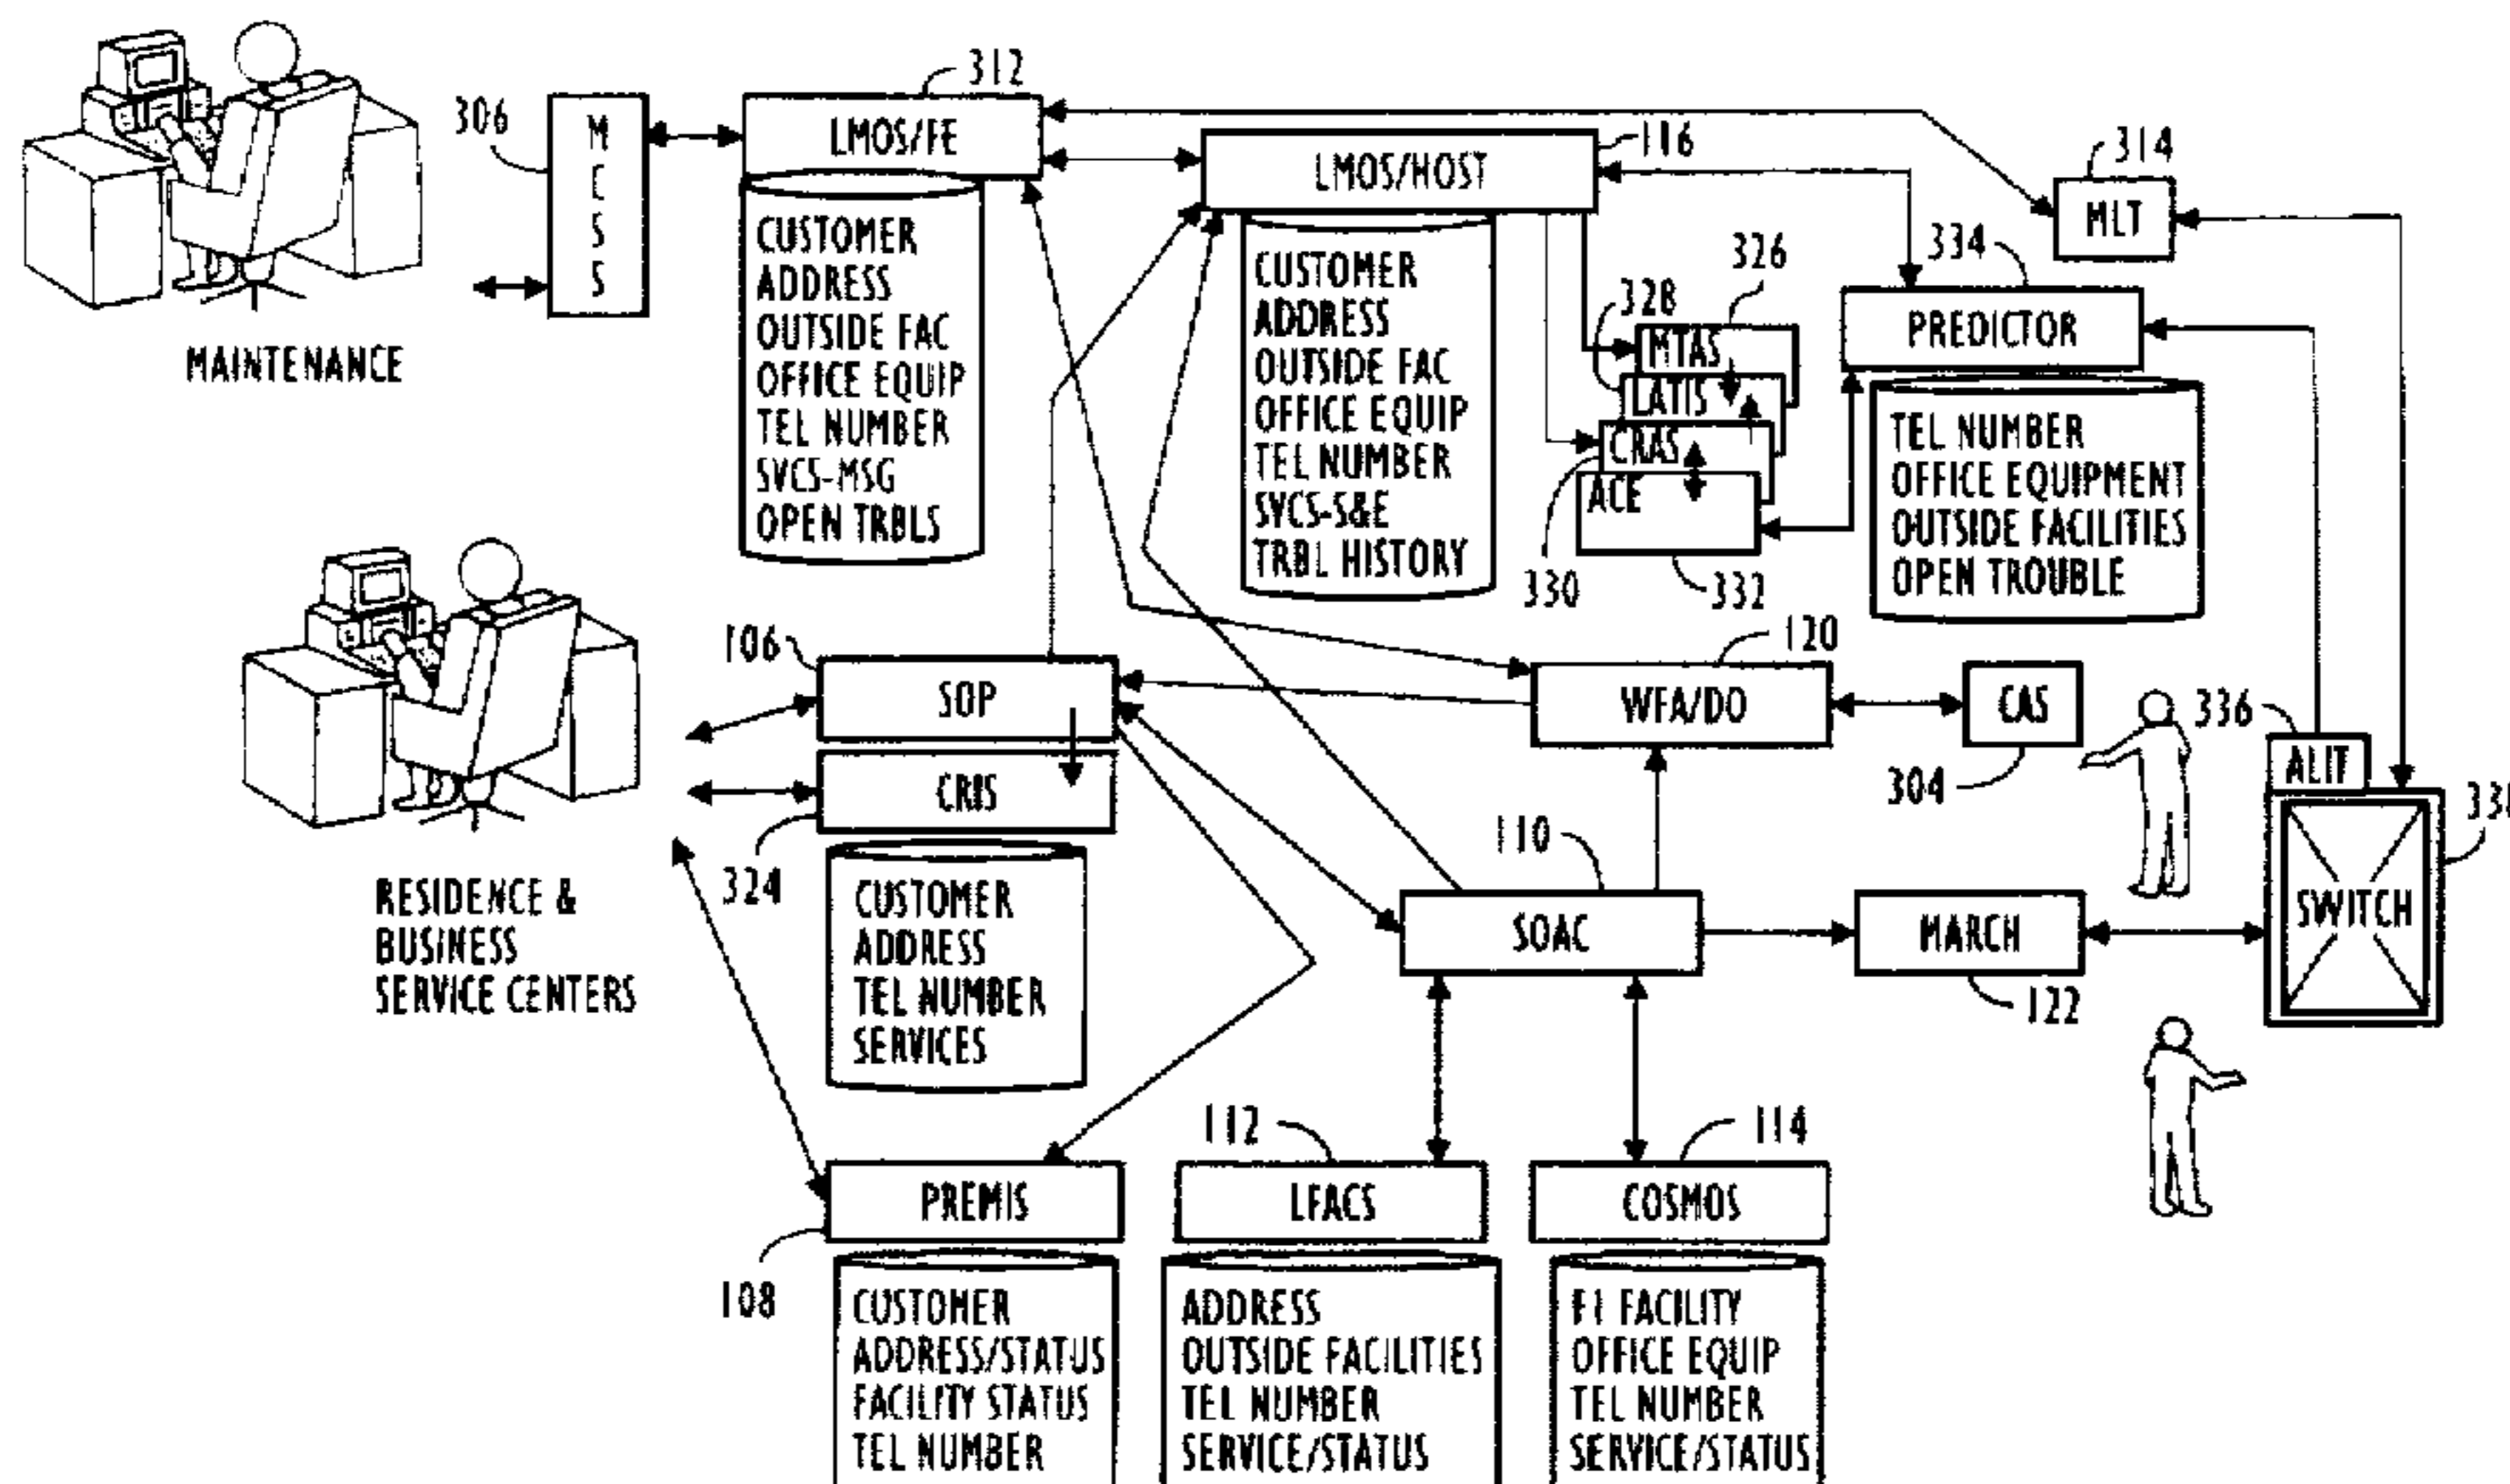 312
306
M
C
S
S
LMOS/FE
116
LMOS/HOST
314
MLT
334
PREDICTOR
326
328
MTAS
LATIS
CRAS
ACE
330
332
MAINTENANCE
CUSTOMER
ADDRESS
OUTSIDE FAC
OFFICE EQUIP
TEL NUMBER
SVCS-MSG
OPEN TRBLS
CUSTOMER
ADDRESS
OUTSIDE FAC
OFFICE EQUIP
TEL NUMBER
SVCS-S&E
TRBL HISTORY
TEL NUMBER
OFFICE EQUIPMENT
OUTSIDE FACILITIES
OPEN TROUBLE
106
SOP
120
WFA/DO
CAS
304
336
ALIT
SWITCH
CRIS
324
RESIDENCE &
BUSINESS
SERVICE CENTERS
CUSTOMER
ADDRESS
TEL NUMBER
SERVICES
110
SOAC
MARCH
122
112
114
PREMIS
LFACS
COSMOS
108
CUSTOMER
ADDRESS/STATUS
FACILITY STATUS
TEL NUMBER
ADDRESS
OUTSIDE FACILITIES
TEL NUMBER
SERVICE/STATUS
F1 FACILITY
OFFICE EQUIP
TEL NUMBER
SERVICE/STATUS